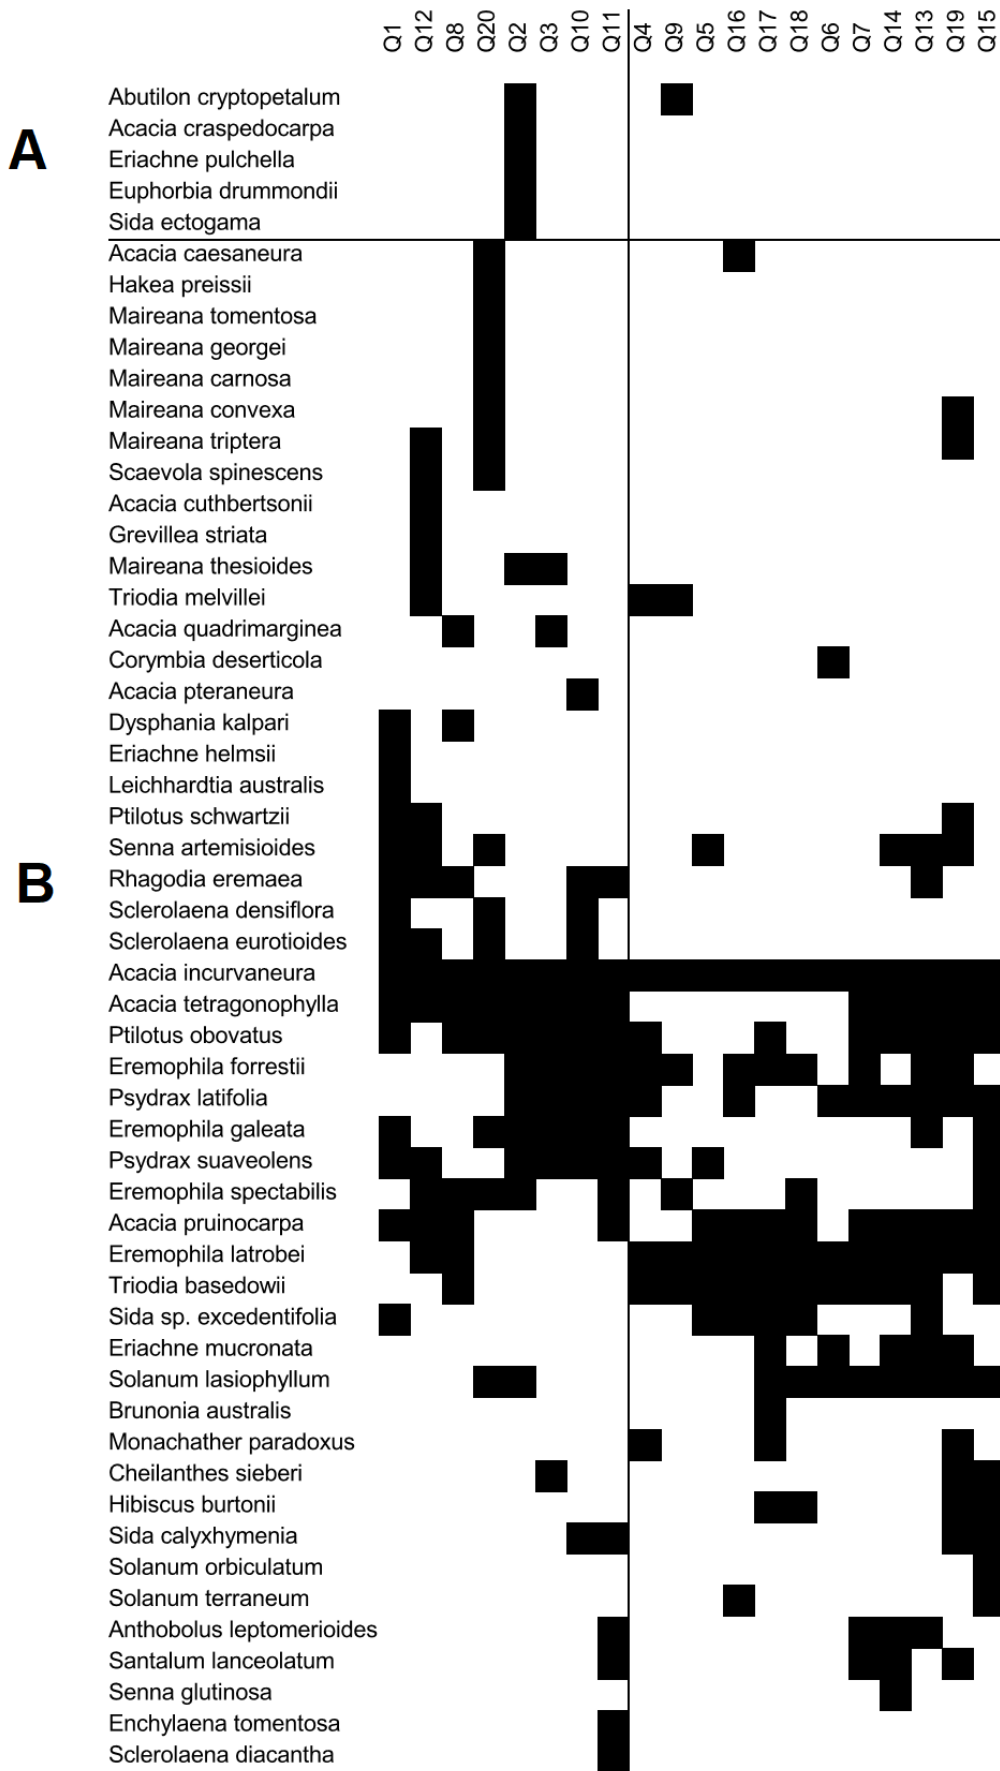 Q1 Q12 Q8 Q20 Q2 Q3 Q10 Q11 Q4 Q9 Q5 Q16 Q17 Q18 Q6 Q7 Q14 Q13 Q19 Q15
A
Abutilon cryptopetalum
Acacia craspedocarpa
Eriachne pulchella
Euphorbia drummondii
Sida ectogama
B
Acacia caesaneura
Hakea preissii
Maireana tomentosa
Maireana georgei
Maireana carnosa
Maireana convexa
Maireana triptera
Scaevola spinescens
Acacia cuthbertsonii
Grevillea striata
Maireana thesioides
Triodia melvillei
Acacia quadrimarginea
Corymbia deserticola
Acacia pteraneura
Dysphania kalpari
Eriachne helmsii
Leichhardtia australis
Ptilotus schwartzii
Senna artemisioides
Rhagodia eremaea
Sclerolaena densiflora
Sclerolaena eurotioides
Acacia incurvaneura
Acacia tetragonophylla
Ptilotus obovatus
Eremophila forrestii
Psydrax latifolia
Eremophila galeata
Psydrax suaveolens
Eremophila spectabilis
Acacia pruinocarpa
Eremophila latrobei
Triodia basedowii
Sida sp. excedentifolia
Eriachne mucronata
Solanum lasiophyllum
Brunonia australis
Monachather paradoxus
Cheilanthes sieberi
Hibiscus burtonii
Sida calyxhymenia
Solanum orbiculatum
Solanum terraneum
Anthobolus leptomerioides
Santalum lanceolatum
Senna glutinosa
Enchylaena tomentosa
Sclerolaena diacantha